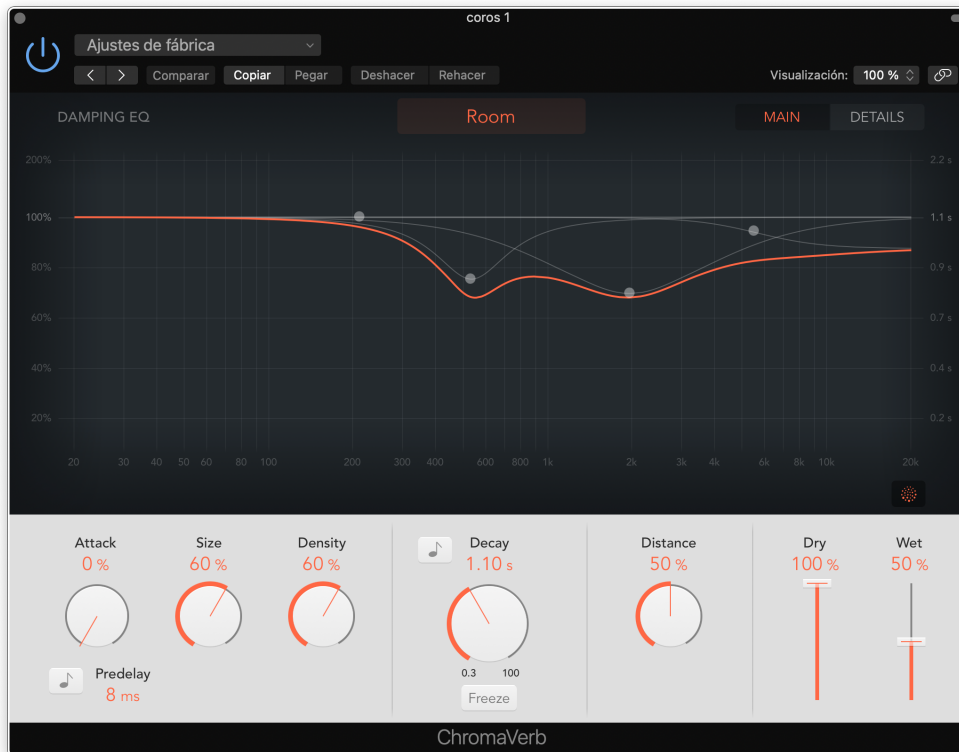 coros 1
Ajustes de fábrica
Comparar Copiar Pegar Deshacer Rehacer Visualización: 100 %
DAMPING EQ Room MAIN DETAILS
200% 2.2 s
100% 1.1 s
80% 0.9 s
60% 0.7 s
40% 0.4 s
20% 0.2 s
20 30 40 50 60 80 100 200 300 400 600 800 1k 2k 3k 4k 6k 8k 10k 20k
Attack Size Density Decay Distance Dry Wet
0 % 60 % 60 % 1.10 s 50 % 100 % 50 %
0.3 100
Predelay
8 ms
Freeze
ChromaVerb